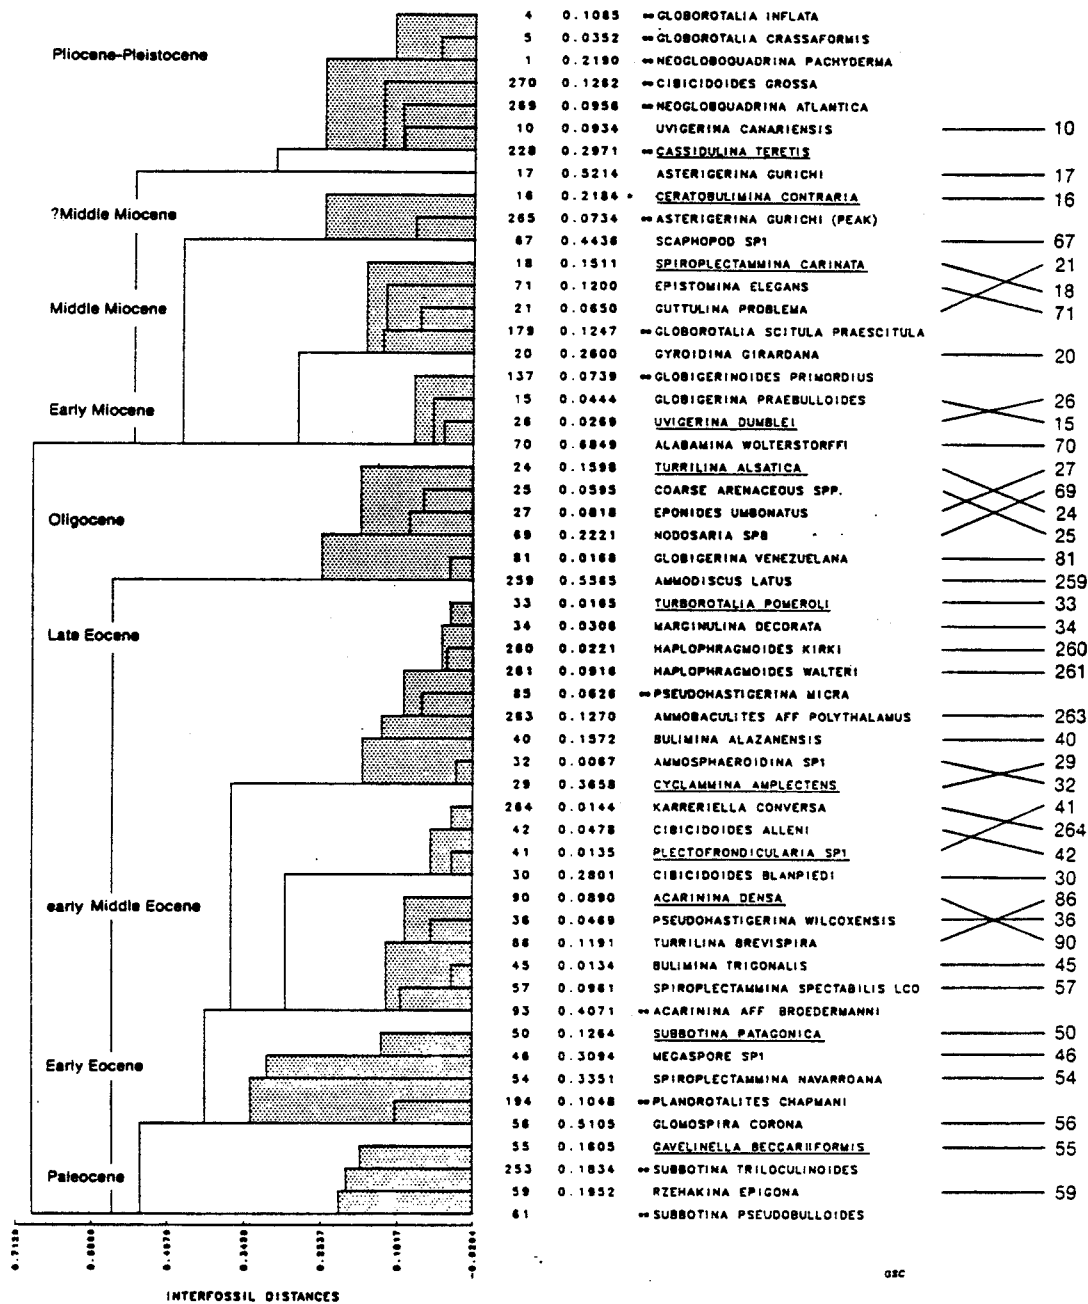 Pliocene-Pleistocene
?Middle Miocene
Middle Miocene
Early Miocene
Oligocene
Late Eocene
early Middle Eocene
Early Eocene
Paleocene
4 0.1085 ∞GLOBOROTALIA INFLATA
5 0.0352 ∞GLOBOROTALIA CRASSAFORMIS
1 0.2190 ∞NEOGLOBOQUADRINA PACHYDERMA
270 0.1262 ∞CIBICIDOIDES GROSSA
269 0.0956 ∞NEOGLOBQUADRINA ATLANTICA
10 0.0934 UVIGERINA CANARIENSIS 10
228 0.2971 ∞CASSIDULINA TERETIS
17 0.5214 ASTERIGERINA GURICHI 17
16 0.2184 * CERATOBULIMINA CONTRARIA 16
265 0.0734 ∞ASTERIGERINA GURICHI (PEAK)
67 0.4436 SCAPHOPOD SP1 67
18 0.1511 SPIROPLECTAMMINA CARINATA 21
71 0.1200 EPISTOMINA ELEGANS 18
21 0.0650 GUTTULINA PROBLEMA 71
179 0.1247 ∞GLOBOROTALIA SCITULA PRAESCITULA
20 0.2600 GYROIDINA GIRARDANA 20
137 0.0739 ∞GLOBIGERINOIDES PRIMORDIUS
15 0.0444 GLOBIGERINA PRAEBULLOIDES 26
26 0.0269 UVIGERINA DUMBLEI 15
70 0.6849 ALABAMINA WOLTERSTORFFI 70
24 0.1598 TURRILINA ALSATICA 27
25 0.0595 COARSE ARENACEOUS SPP. 69
27 0.0818 EPONIDES UMBONATUS 24
69 0.2221 NODOSARIA SP8 25
81 0.0168 GLOBIGERINA VENEZUELANA 81
259 0.5565 AMMODISCUS LATUS 259
33 0.0165 TURBOROTALIA POMEROLI 33
34 0.0306 MARGINULINA DECORATA 34
260 0.0221 HAPLOPHRAGMOIDES KIRKI 260
261 0.0916 HAPLOPHRAGMOIDES WALTERI 261
85 0.0626 ∞PSEUDOHASTIGERINA MICRA
263 0.1270 AMMOBACULITES AFF POLYTHALAMUS 263
40 0.1572 BULIMINA ALAZANENSIS 40
32 0.0067 AMMOSPHAEROIDINA SP1 29
29 0.3658 CYCLAMMINA AMPLECTENS 32
264 0.0144 KARRERIELLA CONVERSA 41
42 0.0478 CIBICIDOIDES ALLENI 264
41 0.0135 PLECTOFRONDICULARIA SP1 42
30 0.2801 CIBICIDOIDES BLANPIEDI 30
90 0.0890 ACARININA DENSA 86
36 0.0469 PSEUDOHASTIGERINA WILCOXENSIS 36
86 0.1191 TURRILINA BREVISPIRA 90
45 0.0134 BULIMINA TRIGONALIS 45
57 0.0961 SPIROPLECTAMMINA SPECTABILIS LCO 57
93 0.4071 ∞ACARININA AFF BROEDERMANNI
50 0.1264 SUBBOTINA PATAGONICA 50
46 0.3094 MEGASPORE SP1 46
54 0.3351 SPIROPLECTAMMINA NAVARROANA 54
194 0.1048 ∞PLANOROTALITES CHAPMANI
56 0.5105 GLOMOSPIRA CORONA 56
55 0.1605 GAVELINELLA BECCARIIFORMIS 55
253 0.1834 ∞SUBBOTINA TRILOCULINOIDES
59 0.1952 RZEHAKINA EPIGONA 59
61 ∞SUBBOTINA PSEUDOBULLOIDES
0.3237 0.1017 -0.0204
INTERFOSSIL DISTANCES
GSC